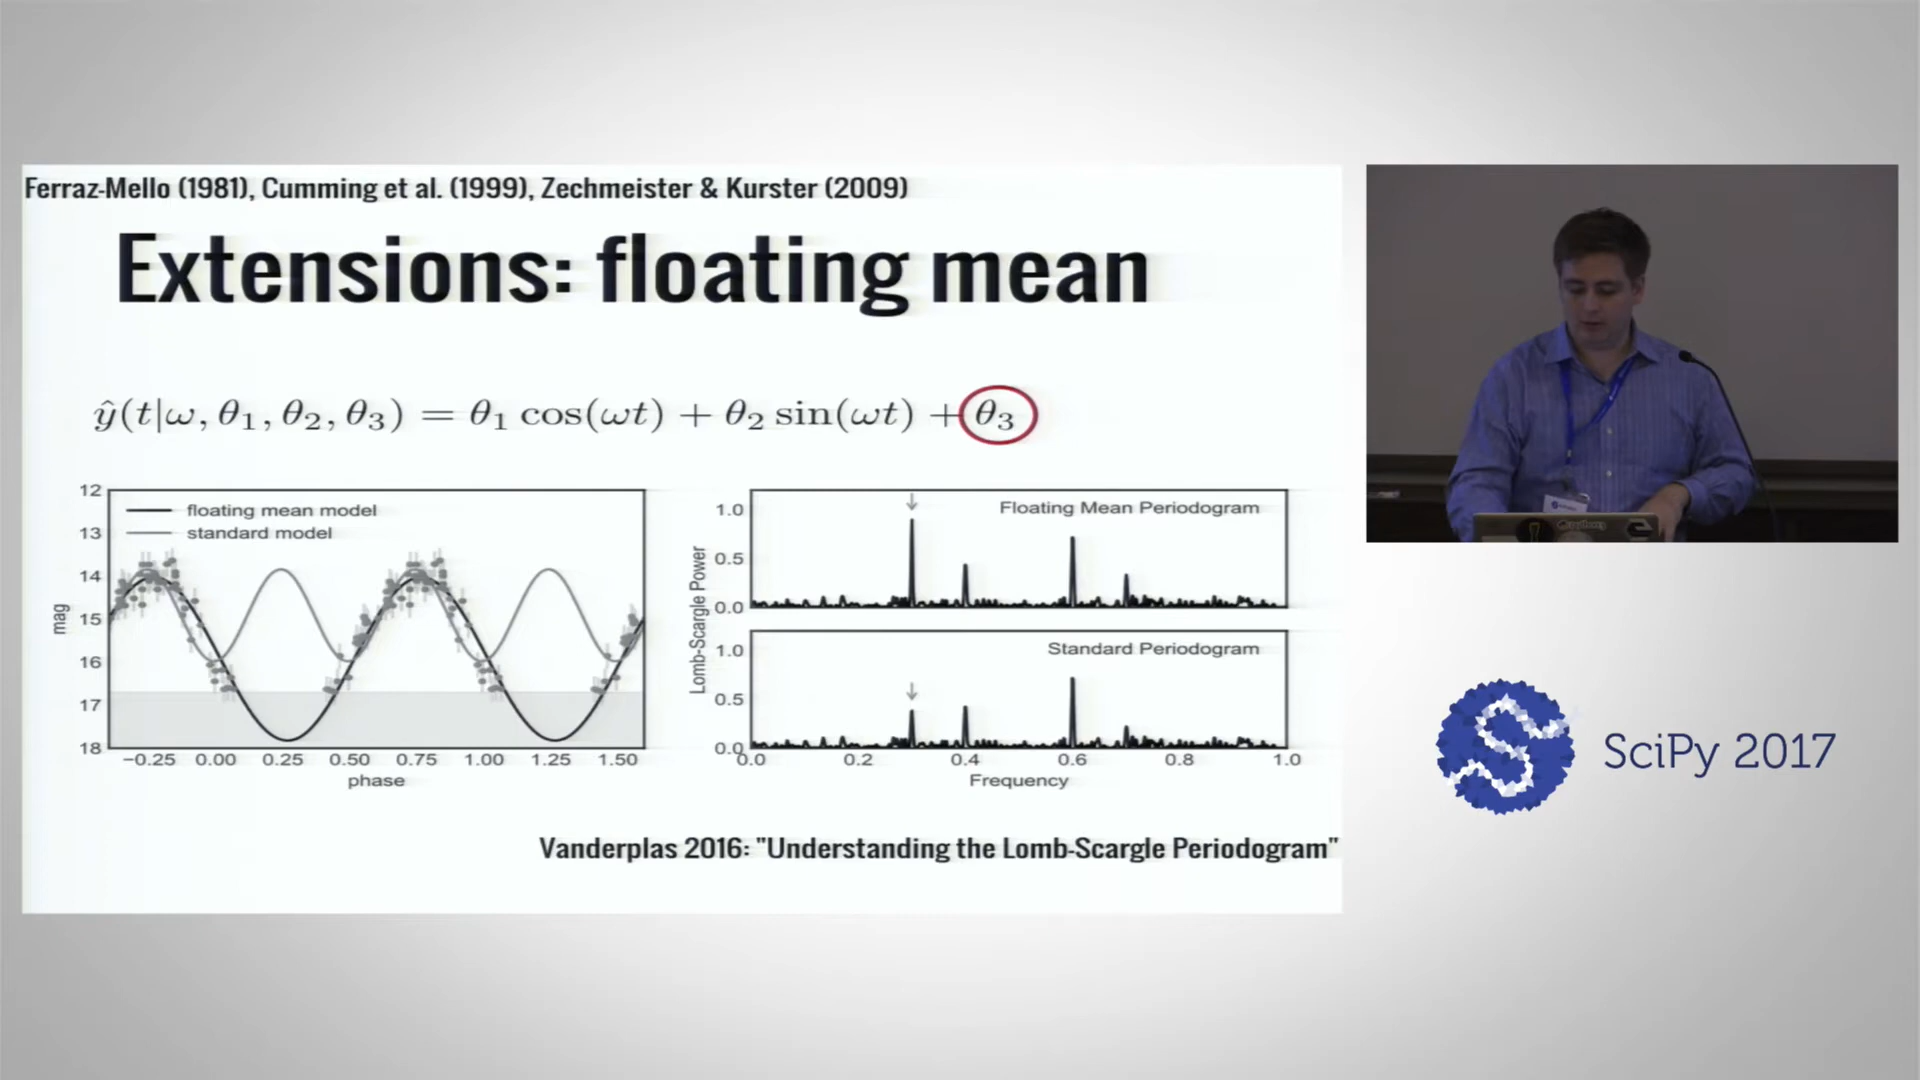 Ferraz-Mello (1981), Cumming et al. (1999), Zechmeister & Kurster (2009)
Extensions: floating mean
ŷ(t|ω, θ₁, θ₂, θ₃) = θ₁ cos(ωt) + θ₂ sin(ωt) + θ₃
floating mean model
standard model
12
13
14
15
16
17
18
mag
−0.25 0.00 0.25 0.50 0.75 1.00 1.25 1.50
phase
Floating Mean Periodogram
1.0
0.5
0.0
Standard Periodogram
1.0
0.5
0.0
Lomb-Scargle Power
0.0 0.2 0.4 0.6 0.8 1.0
Frequency
Vanderplas 2016: "Understanding the Lomb-Scargle Periodogram"
SciPy 2017